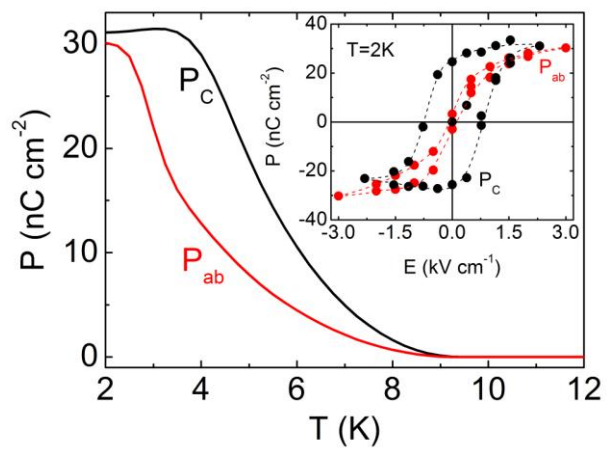 30
20
10
0
P (nC cm⁻²)
2
4
6
8
10
12
T (K)
P_C
P_ab
T=2K
40
20
0
-20
-40
P (nC cm⁻²)
-3.0
-1.5
0.0
1.5
3.0
E (kV cm⁻¹)
P_ab
P_C